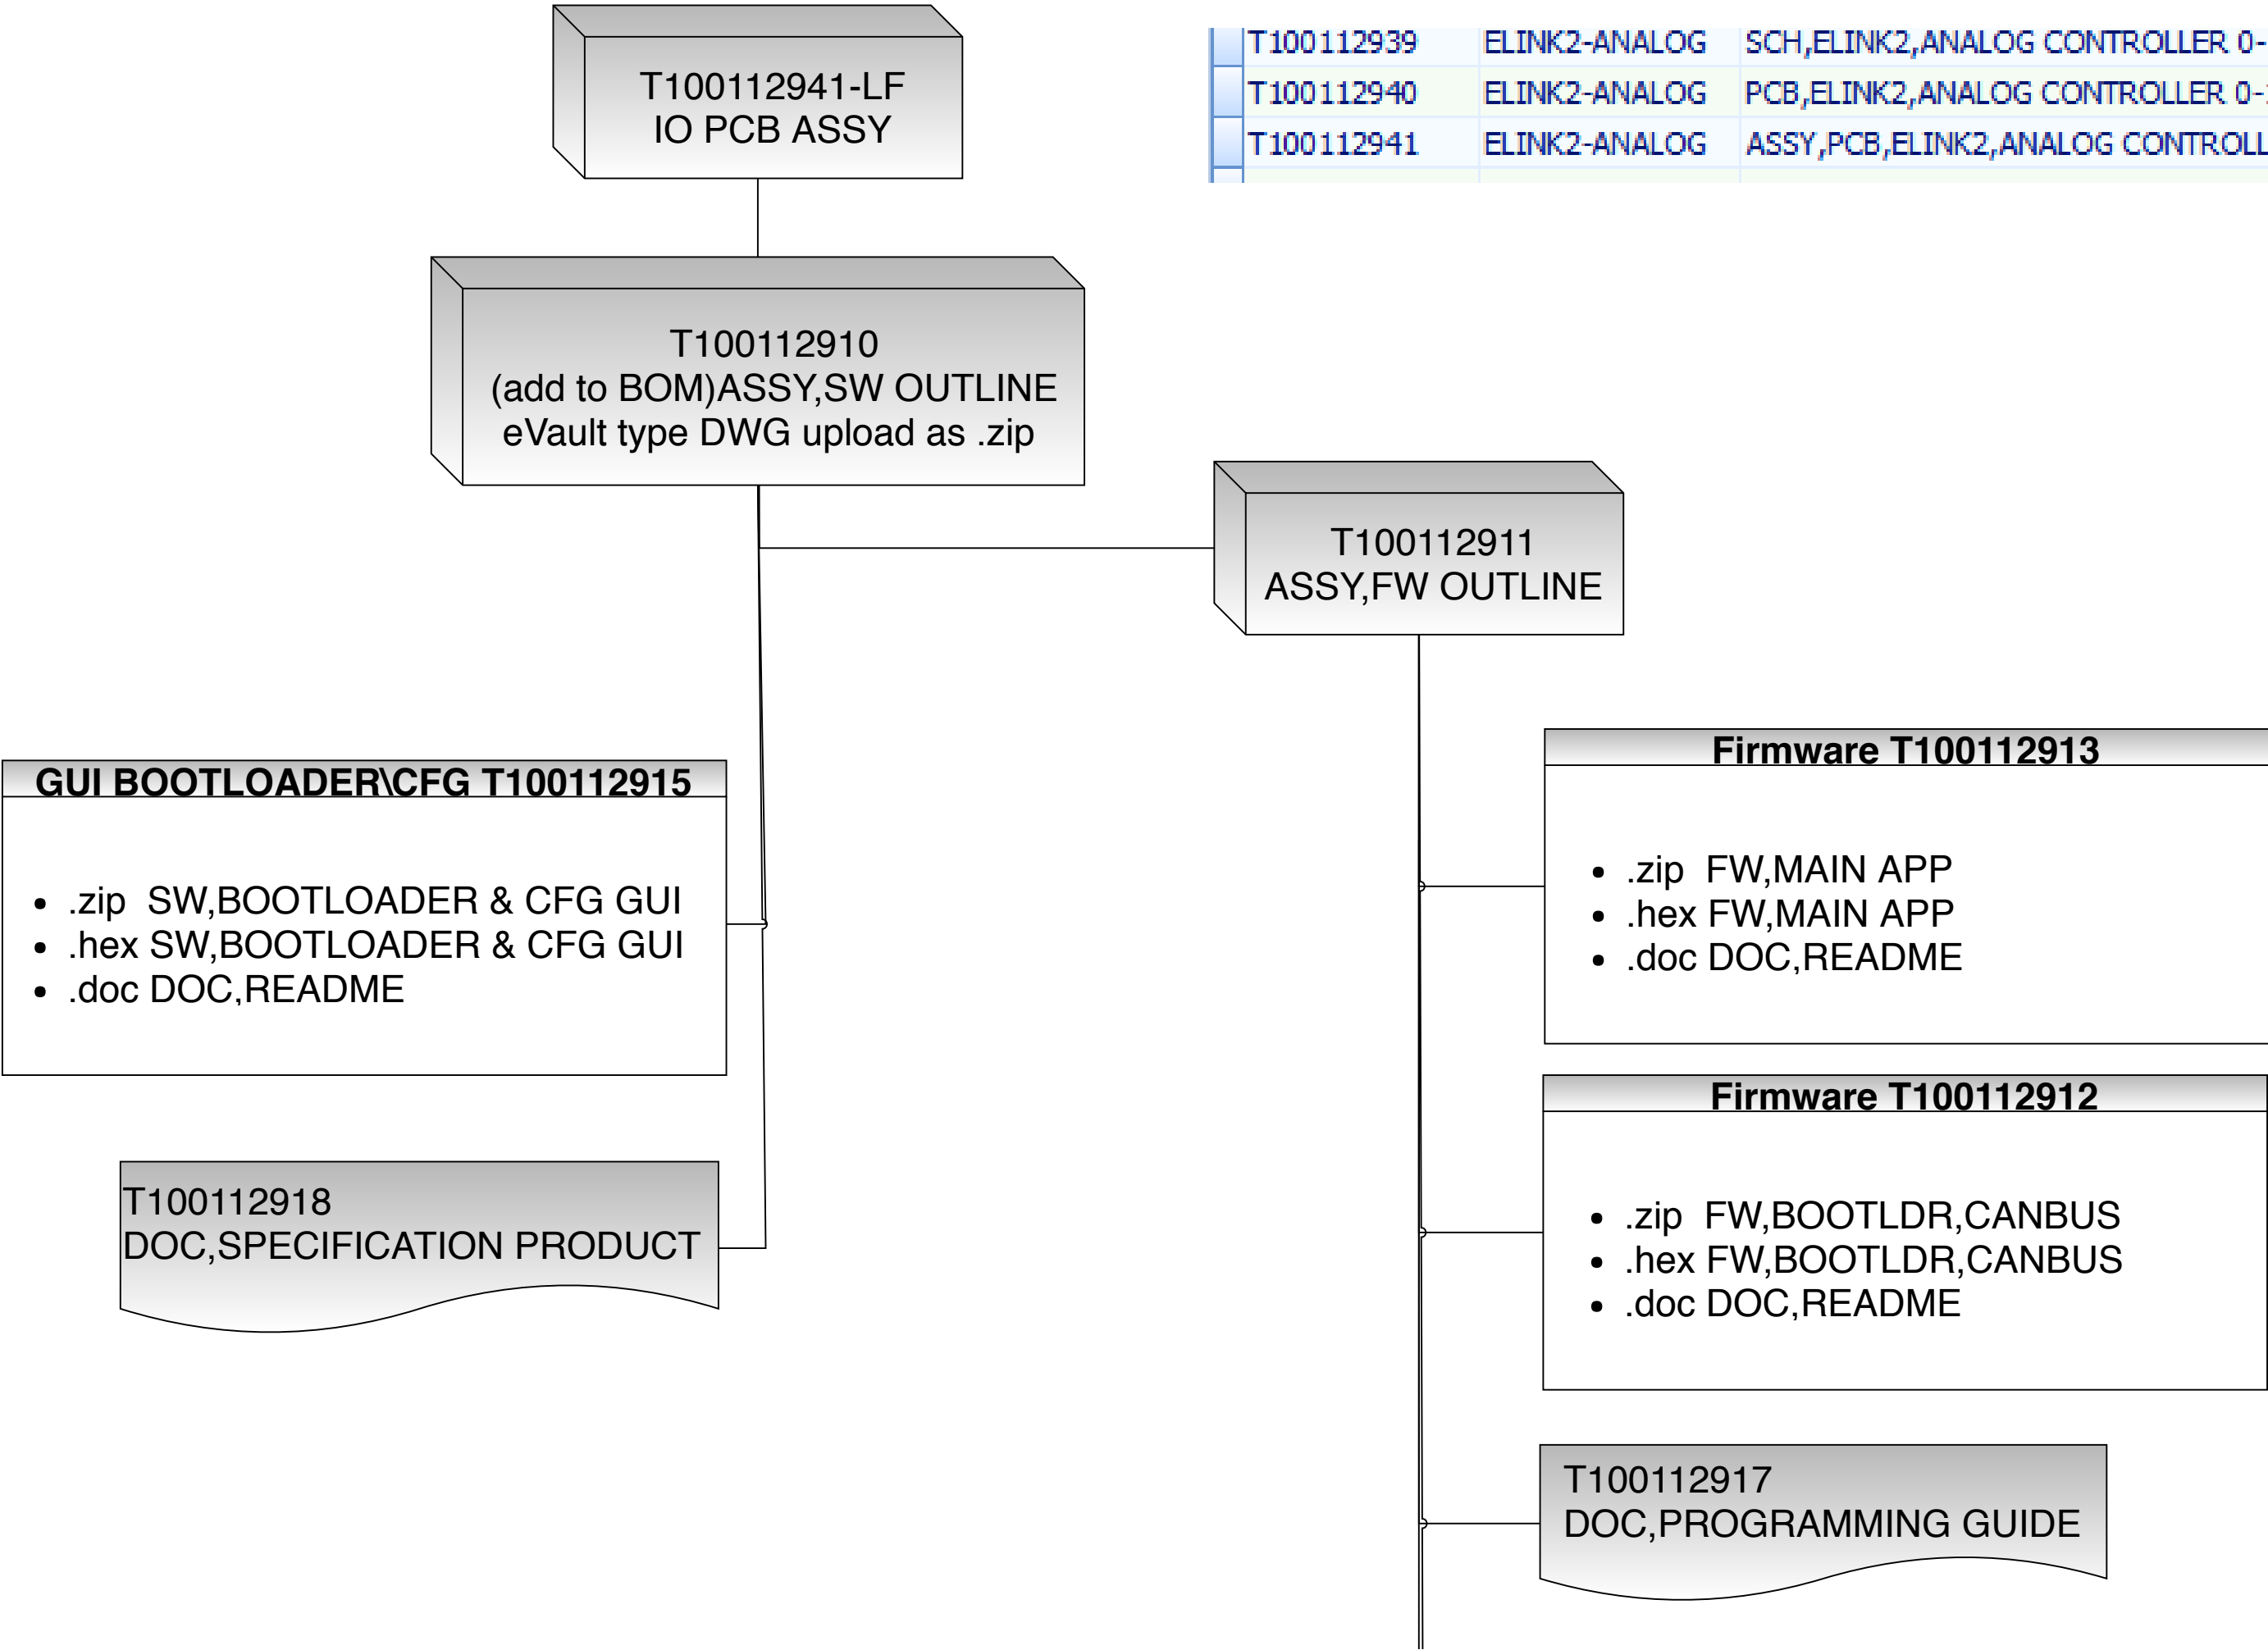 T100112941-LF
IO PCB ASSY
T100112939 ELINK2-ANALOG SCH,ELINK2,ANALOG CONTROLLER 0-
T100112940 ELINK2-ANALOG PCB,ELINK2,ANALOG CONTROLLER 0-
T100112941 ELINK2-ANALOG ASSY,PCB,ELINK2,ANALOG CONTROLL
T100112910
(add to BOM)ASSY,SW OUTLINE
eVault type DWG upload as .zip
T100112911
ASSY,FW OUTLINE
GUI BOOTLOADER\CFG T100112915
• .zip SW,BOOTLOADER & CFG GUI
• .hex SW,BOOTLOADER & CFG GUI
• .doc DOC,README
T100112918
DOC,SPECIFICATION PRODUCT
Firmware T100112913
• .zip FW,MAIN APP
• .hex FW,MAIN APP
• .doc DOC,README
Firmware T100112912
• .zip FW,BOOTLDR,CANBUS
• .hex FW,BOOTLDR,CANBUS
• .doc DOC,README
T100112917
DOC,PROGRAMMING GUIDE